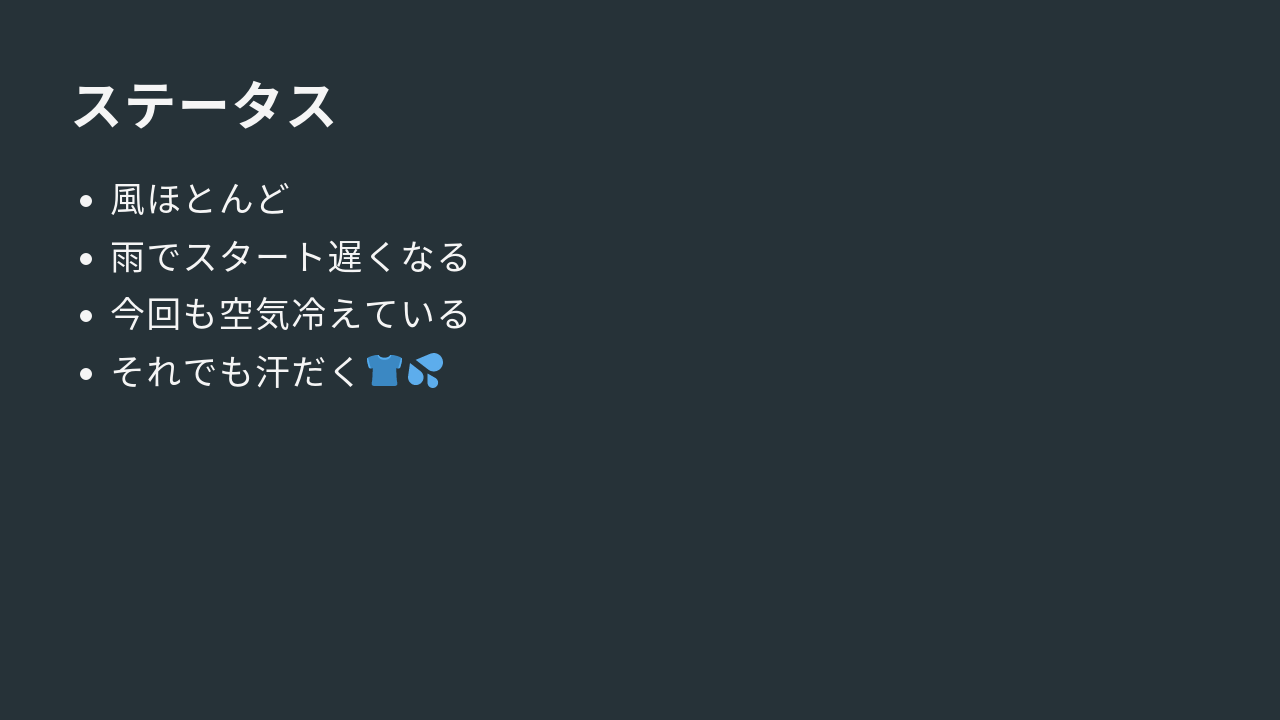 ステータス
• 風ほとんど
• 雨でスタート遅くなる
• 今回も空気冷えている
• それでも汗だく👕💦